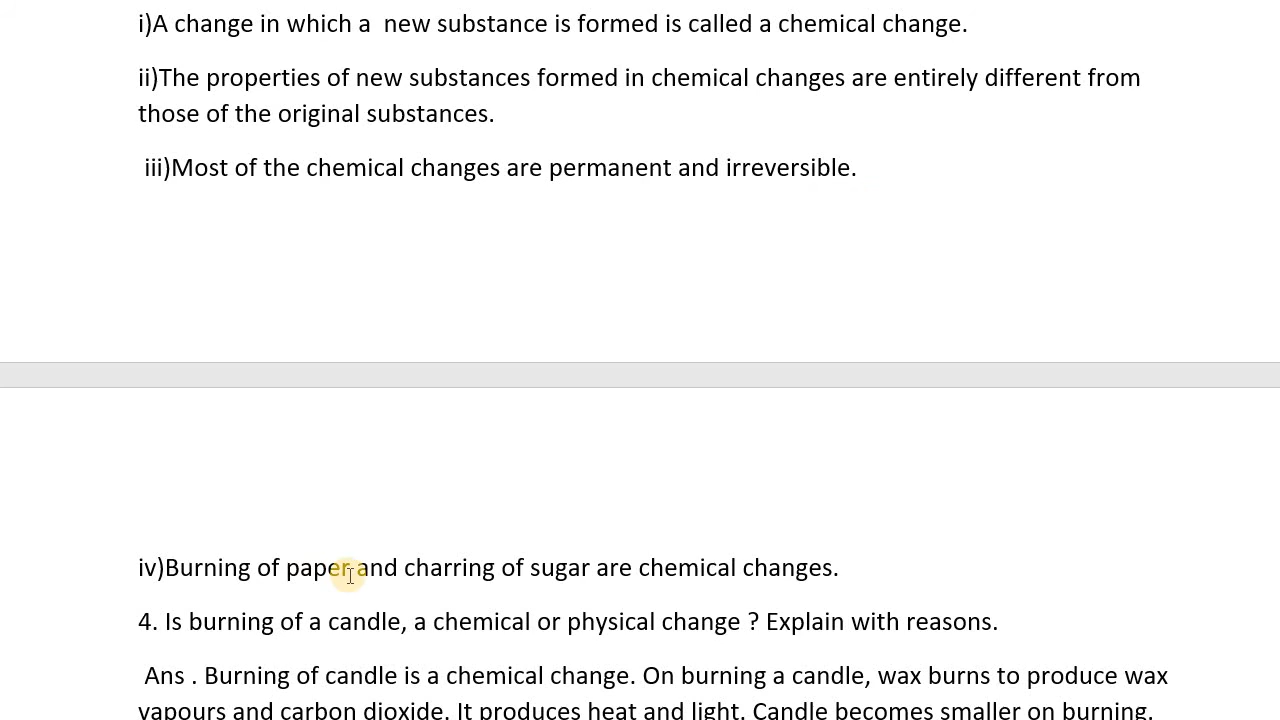 i)A change in which a  new substance is formed is called a chemical change.
ii)The properties of new substances formed in chemical changes are entirely different from
those of the original substances.
iii)Most of the chemical changes are permanent and irreversible.
iv)Burning of paper and charring of sugar are chemical changes.
4. Is burning of a candle, a chemical or physical change ? Explain with reasons.
Ans . Burning of candle is a chemical change. On burning a candle, wax burns to produce wax
vapours and carbon dioxide. It produces heat and light. Candle becomes smaller on burning.